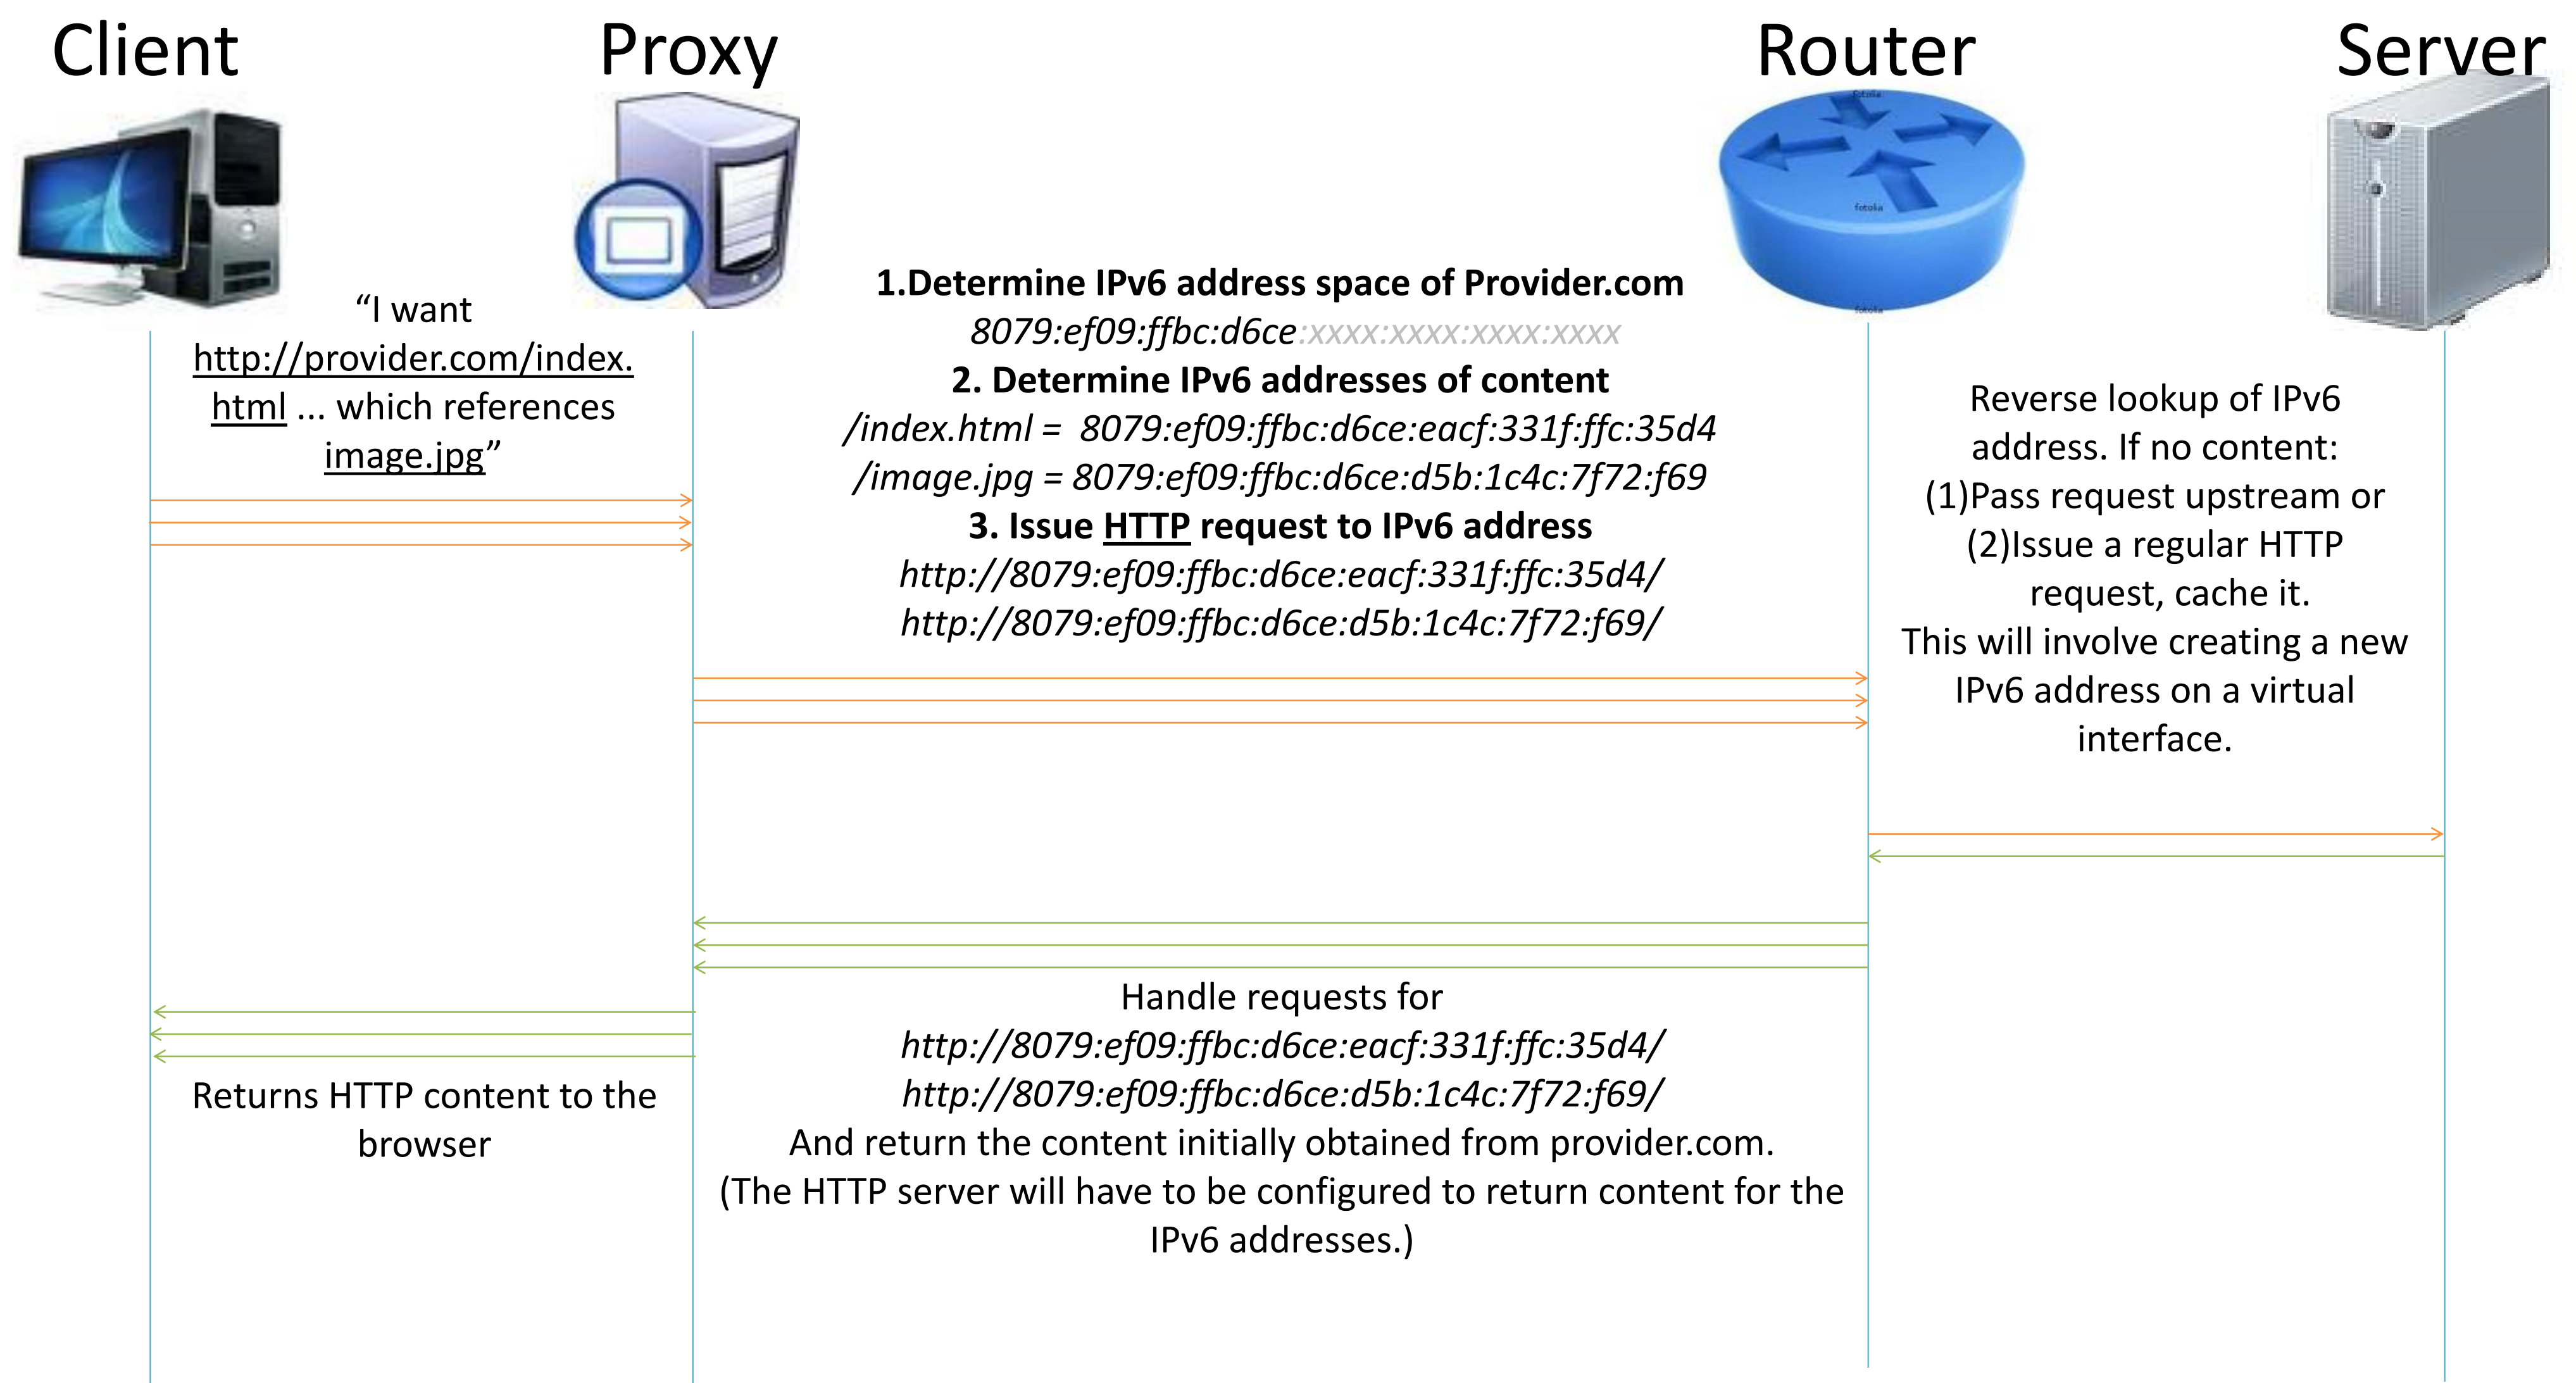 Client
Proxy
Router
Server
fotolia
fotolia
fotolia
“I want
http://provider.com/index.
html ... which references
image.jpg”
1.Determine IPv6 address space of Provider.com
8079:ef09:ffbc:d6ce:xxxx:xxxx:xxxx:xxxx
2. Determine IPv6 addresses of content
/index.html = 8079:ef09:ffbc:d6ce:eacf:331f:ffc:35d4
/image.jpg = 8079:ef09:ffbc:d6ce:d5b:1c4c:7f72:f69
3. Issue HTTP request to IPv6 address
http://8079:ef09:ffbc:d6ce:eacf:331f:ffc:35d4/
http://8079:ef09:ffbc:d6ce:d5b:1c4c:7f72:f69/
Reverse lookup of IPv6
address. If no content:
(1)Pass request upstream or
(2)Issue a regular HTTP
request, cache it.
This will involve creating a new
IPv6 address on a virtual
interface.
Handle requests for
http://8079:ef09:ffbc:d6ce:eacf:331f:ffc:35d4/
http://8079:ef09:ffbc:d6ce:d5b:1c4c:7f72:f69/
And return the content initially obtained from provider.com.
(The HTTP server will have to be configured to return content for the
IPv6 addresses.)
Returns HTTP content to the
browser